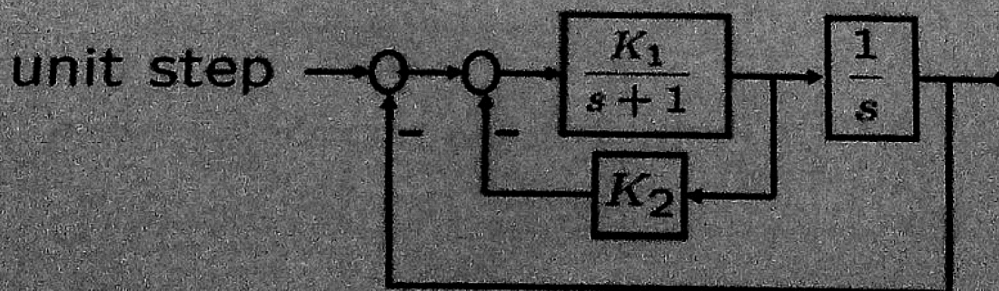 unit step
K₁
s + 1
1
s
−
−
K₂